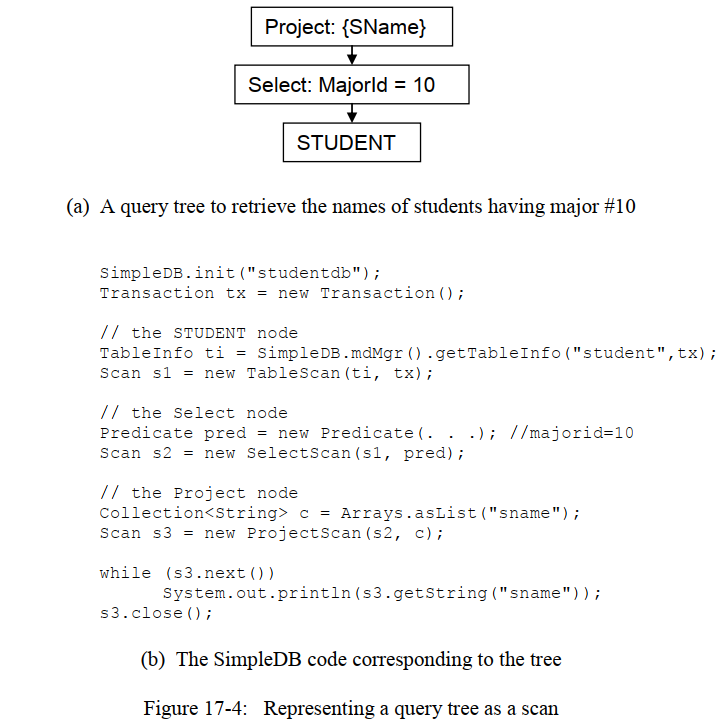 Project: {SName}
Select: MajorId = 10
STUDENT
(a) A query tree to retrieve the names of students having major #10
SimpleDB.init("studentdb");
Transaction tx = new Transaction();
// the STUDENT node
TableInfo ti = SimpleDB.mdMgr().getTableInfo("student",tx);
Scan s1 = new TableScan(ti, tx);
// the Select node
Predicate pred = new Predicate(. . .); //majorid=10
Scan s2 = new SelectScan(s1, pred);
// the Project node
Collection<String> c = Arrays.asList("sname");
Scan s3 = new ProjectScan(s2, c);
while (s3.next())
System.out.println(s3.getString("sname"));
s3.close();
(b) The SimpleDB code corresponding to the tree
Figure 17-4: Representing a query tree as a scan